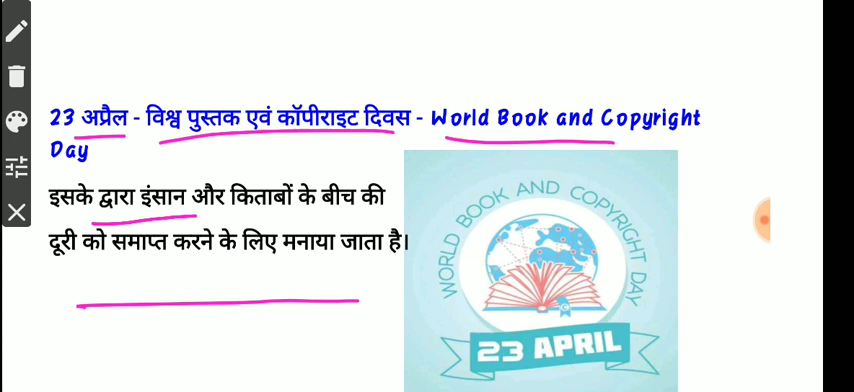 23 अप्रैल - विश्व पुस्तक एवं कॉपीराइट दिवस - World Book and Copyright
Day
इसके द्वारा इंसान और किताबों के बीच की
दूरी को समाप्त करने के लिए मनाया जाता है।
WORLD BOOK AND COPYRIGHT DAY
23 APRIL